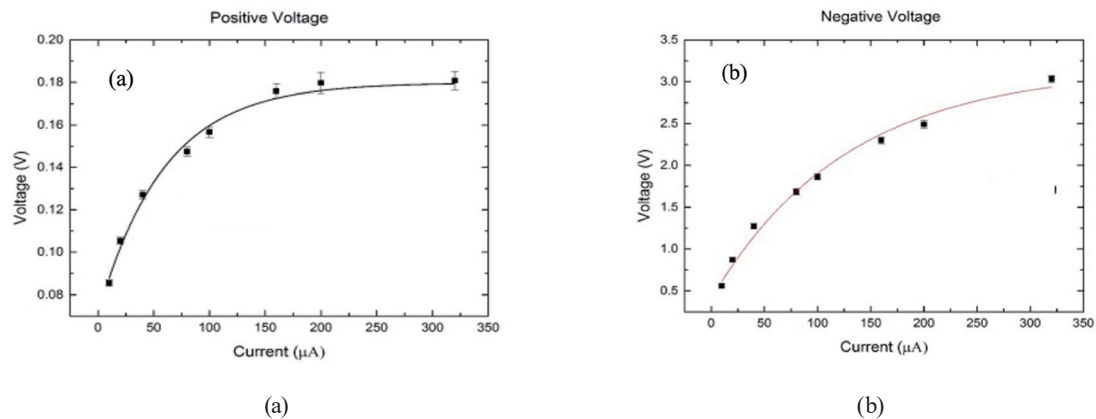 Positive Voltage
0.20
0.18
0.16
0.14
0.12
0.10
0.08
Voltage (V)
(a)
0 50 100 150 200 250 300 350
Current (μA)
(a)
Negative Voltage
3.5
3.0
2.5
2.0
1.5
1.0
0.5
Voltage (V)
(b)
0 50 100 150 200 250 300 350
Current (μA)
(b)